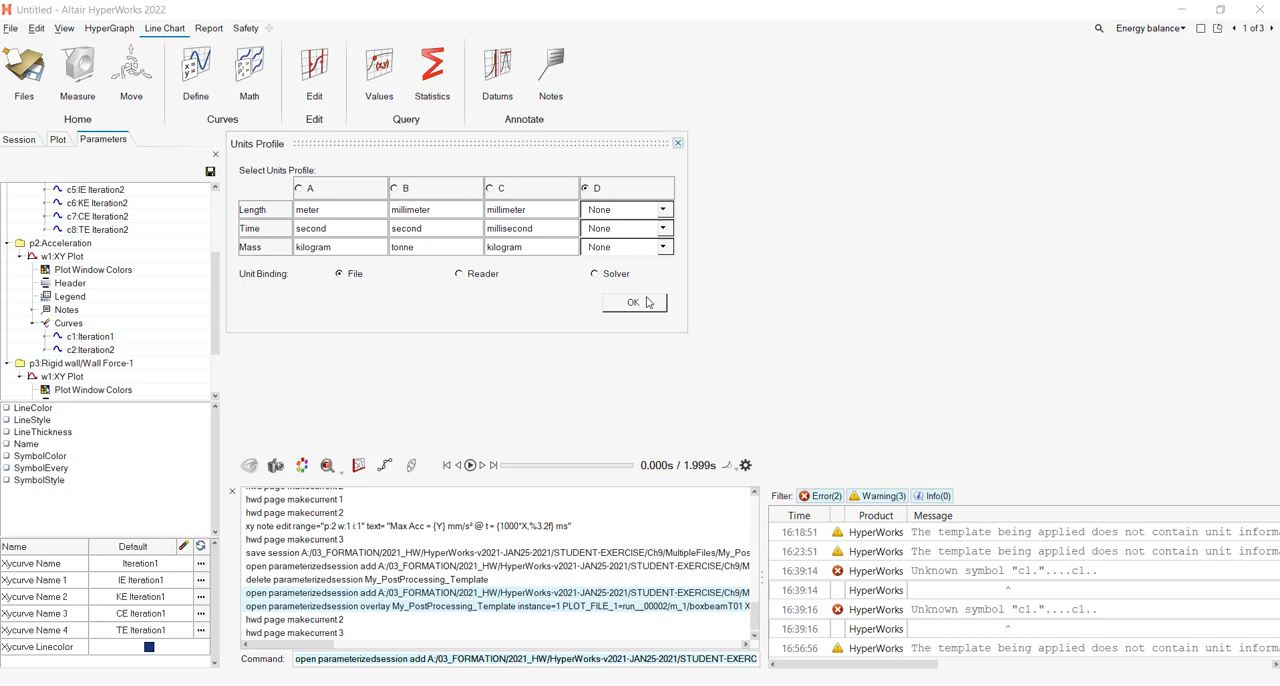 Untitled - Altair HyperWorks 2022
File Edit View HyperGraph Line Chart Report Safety
Energy balance 1 of 3
Files Measure Move Define Math Edit Values Statistics Datums Notes
Home Curves Edit Query Annotate
Session Plot Parameters
c5:IE Iteration2
c6:KE Iteration2
c7:CE Iteration2
c8:TE Iteration2
p2:Acceleration
w1:XY Plot
Plot Window Colors
Header
Legend
Notes
Curves
c1:Iteration1
c2:Iteration2
p3:Rigid wall/Wall Force-1
w1:XY Plot
Plot Window Colors
LineColor
LineStyle
LineThickness
Name
SymbolColor
SymbolEvery
SymbolStyle
Name Default
Xycurve Name Iteration1 ...
Xycurve Name 1 IE Iteration1 ...
Xycurve Name 2 KE Iteration1 ...
Xycurve Name 3 CE Iteration1 ...
Xycurve Name 4 TE Iteration1 ...
Xycurve Linecolor
Units Profile
Select Units Profile:
A B C D
Length meter millimeter millimeter None
Time second second millisecond None
Mass kilogram tonne kilogram None
Unit Binding: File Reader Solver
OK
0.000s / 1.999s
hwd page makecurrent 1
hwd page makecurrent 2
xy note edit range="p:2 w:1 i:1" text= "Max Acc = {Y} mm/s² @ t = {1000*X,%3.2f} ms"
hwd page makecurrent 3
save session A:/03_FORMATION/2021_HW/HyperWorks-v2021-JAN25-2021/STUDENT-EXERCISE/Ch9/MultipleFiles/My_Pos
open parameterizedsession add A:/03_FORMATION/2021_HW/HyperWorks-v2021-JAN25-2021/STUDENT-EXERCISE/Ch9/M
delete parameterizedsession My_PostProcessing_Template
open parameterizedsession add A:/03_FORMATION/2021_HW/HyperWorks-v2021-JAN25-2021/STUDENT-EXERCISE/Ch9/M
open parameterizedsession overlay My_PostProcessing_Template instance=1 PLOT_FILE_1=run__00002/m_1/boxbeamT01 X
hwd page makecurrent 2
hwd page makecurrent 3
Command: open parameterizedsession add A:/03_FORMATION/2021_HW/HyperWorks-v2021-JAN25-2021/STUDENT-EXERC
Filter: Error(2) Warning(3) Info(0)
Time Product Message
16:18:51 HyperWorks The template being applied does not contain unit inform
16:23:51 HyperWorks The template being applied does not contain unit informa
16:39:14 HyperWorks Unknown symbol "c1."....c1..
16:39:14 HyperWorks ^
16:39:16 HyperWorks Unknown symbol "c1."....c1..
16:39:16 HyperWorks ^
16:56:56 HyperWorks The template being applied does not contain unit informa